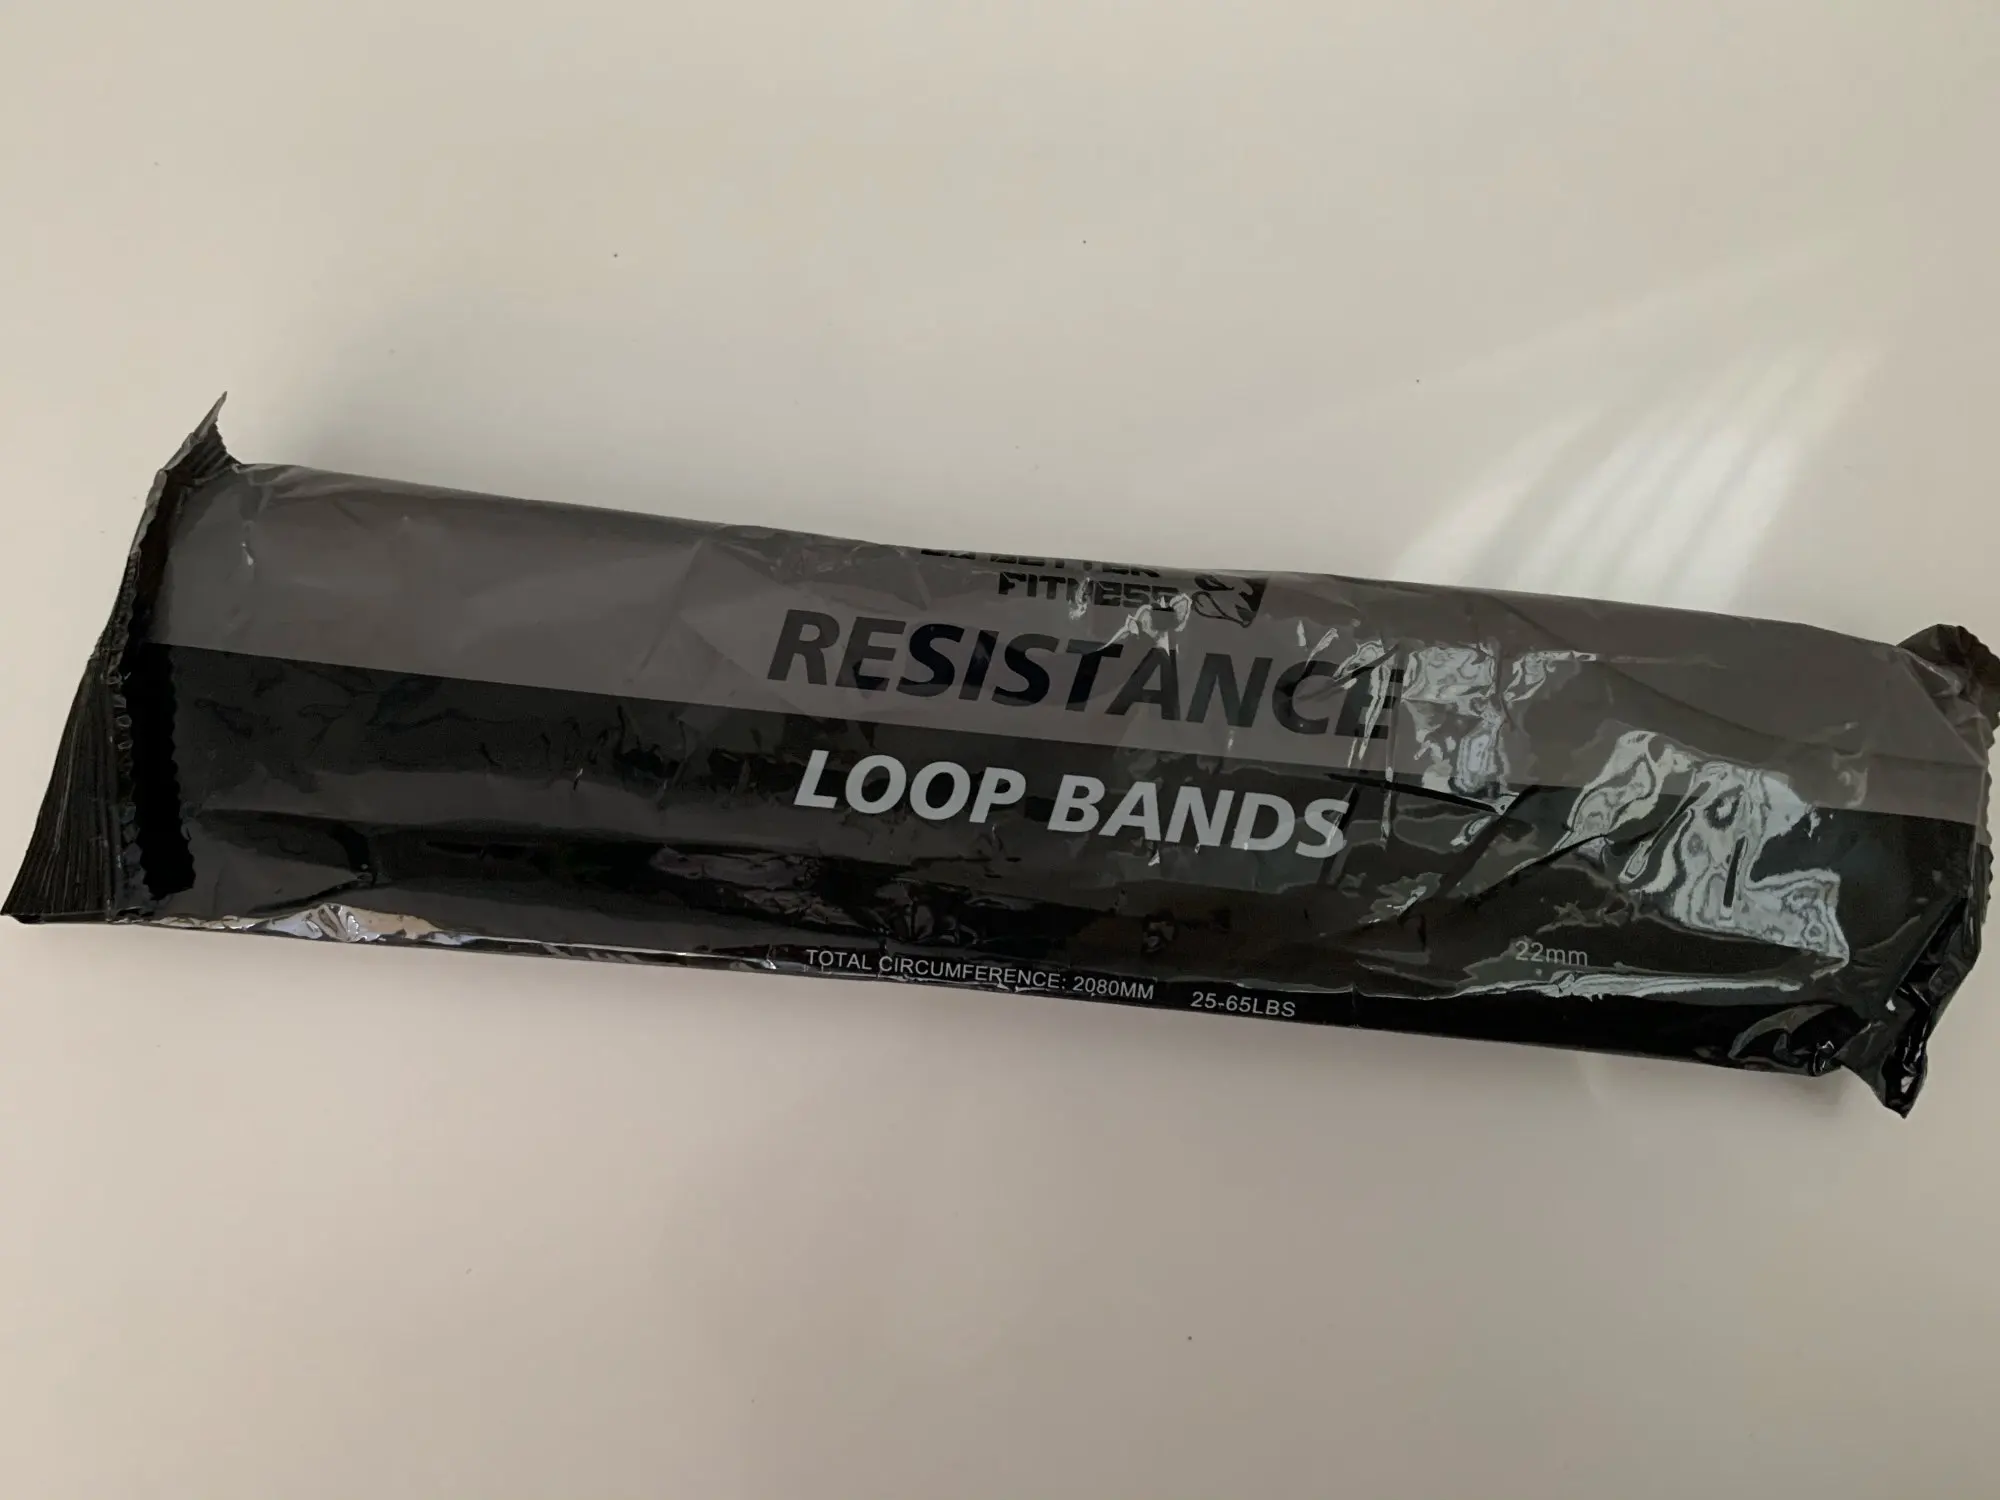 FITNESS
RESISTANCE
LOOP BANDS
TOTAL CIRCUMFERENCE: 2080MM 25-65LBS
22mm